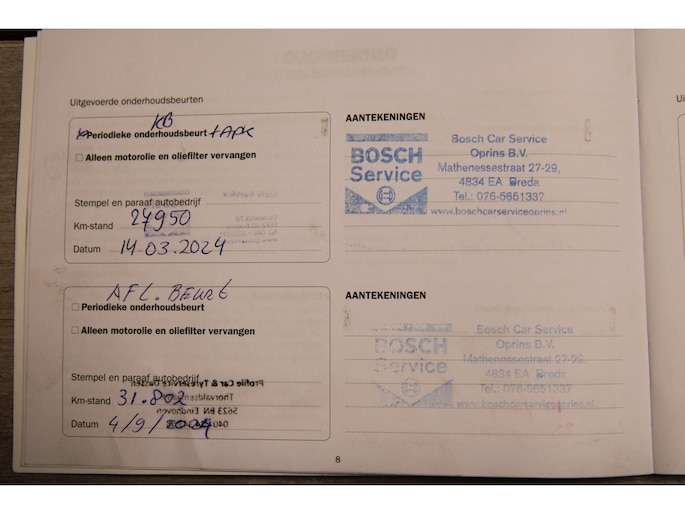 Uitgevoerde onderhoudsbeurten
KB
Periodieke onderhoudsbeurt + APK
Alleen motorolie en oliefilter vervangen
Stempel en paraaf autobedrijf
Km-stand 27950
Datum 14.03.2024
AANTEKENINGEN
BOSCH
Service
Bosch Car Service
Oprins B.V.
Mathenessestraat 27-29,
4834 EA Breda
Tel.: 076-5651337
www.boschcarserviceoprins.nl
AFL. BEURT
Periodieke onderhoudsbeurt
Alleen motorolie en oliefilter vervangen
Stempel en paraaf autobedrijf
Km-stand 31.802
Datum 4/9/2024
AANTEKENINGEN
BOSCH
Service
Bosch Car Service
Oprins B.V.
Mathenessestraat 27-29,
4834 EA Breda
Tel.: 076-5651337
www.boschcarserviceoprins.nl
8